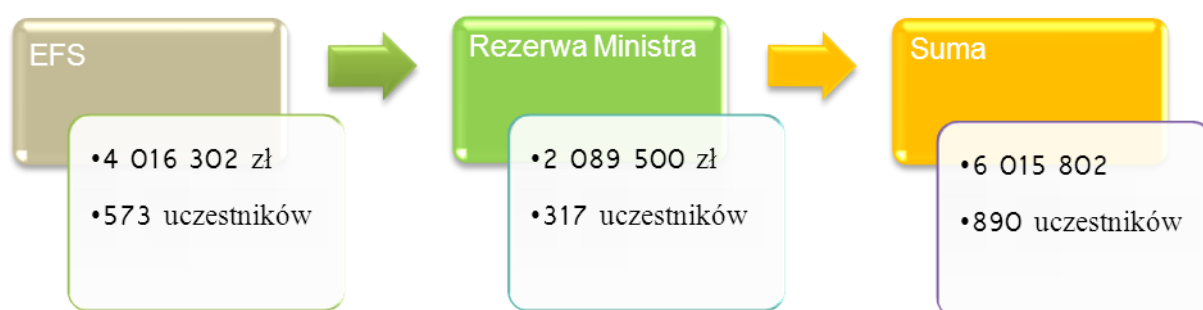 EFS
•4 016 302 zł
•573 uczestników
Rezerwa Ministra
•2 089 500 zł
•317 uczestników
Suma
•6 015 802
•890 uczestników